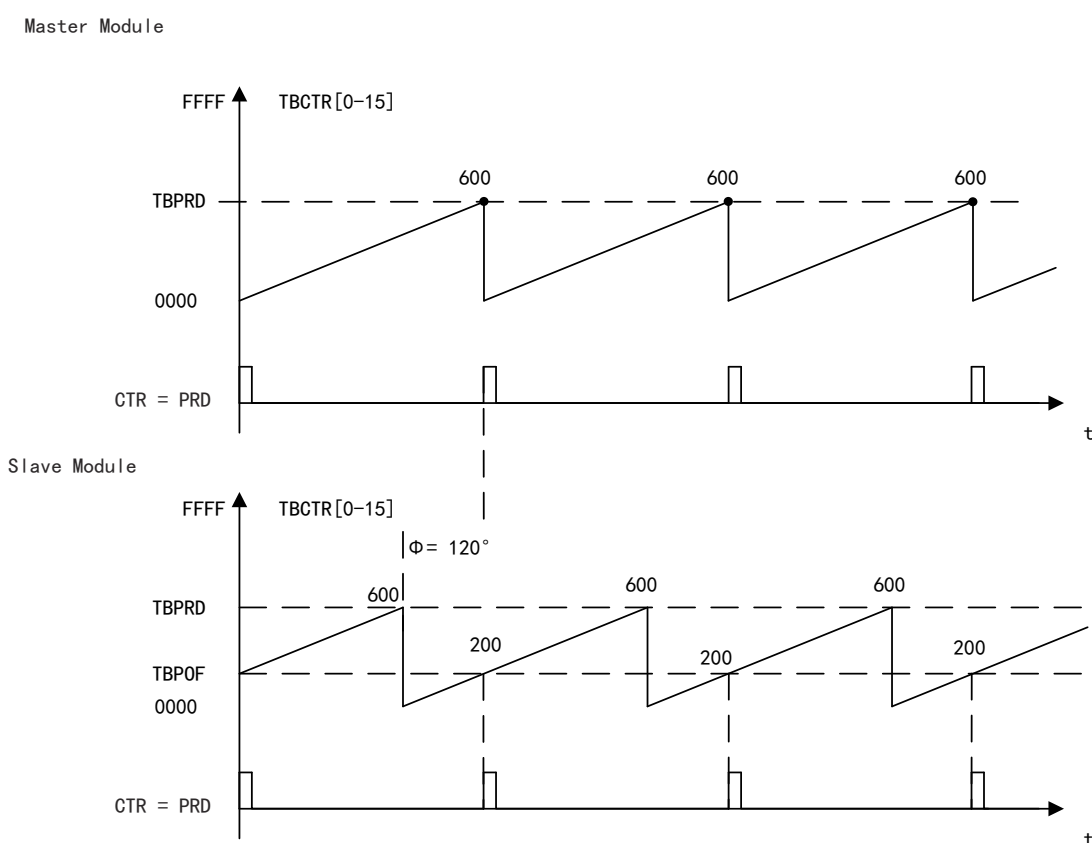 Master Module
FFFF
TBCTR[0-15]
600
600
600
TBPRD
0000
CTR = PRD
t
Slave Module
FFFF
TBCTR[0-15]
Φ= 120°
600
600
600
TBPRD
200
200
200
TBPOF
0000
CTR = PRD
t